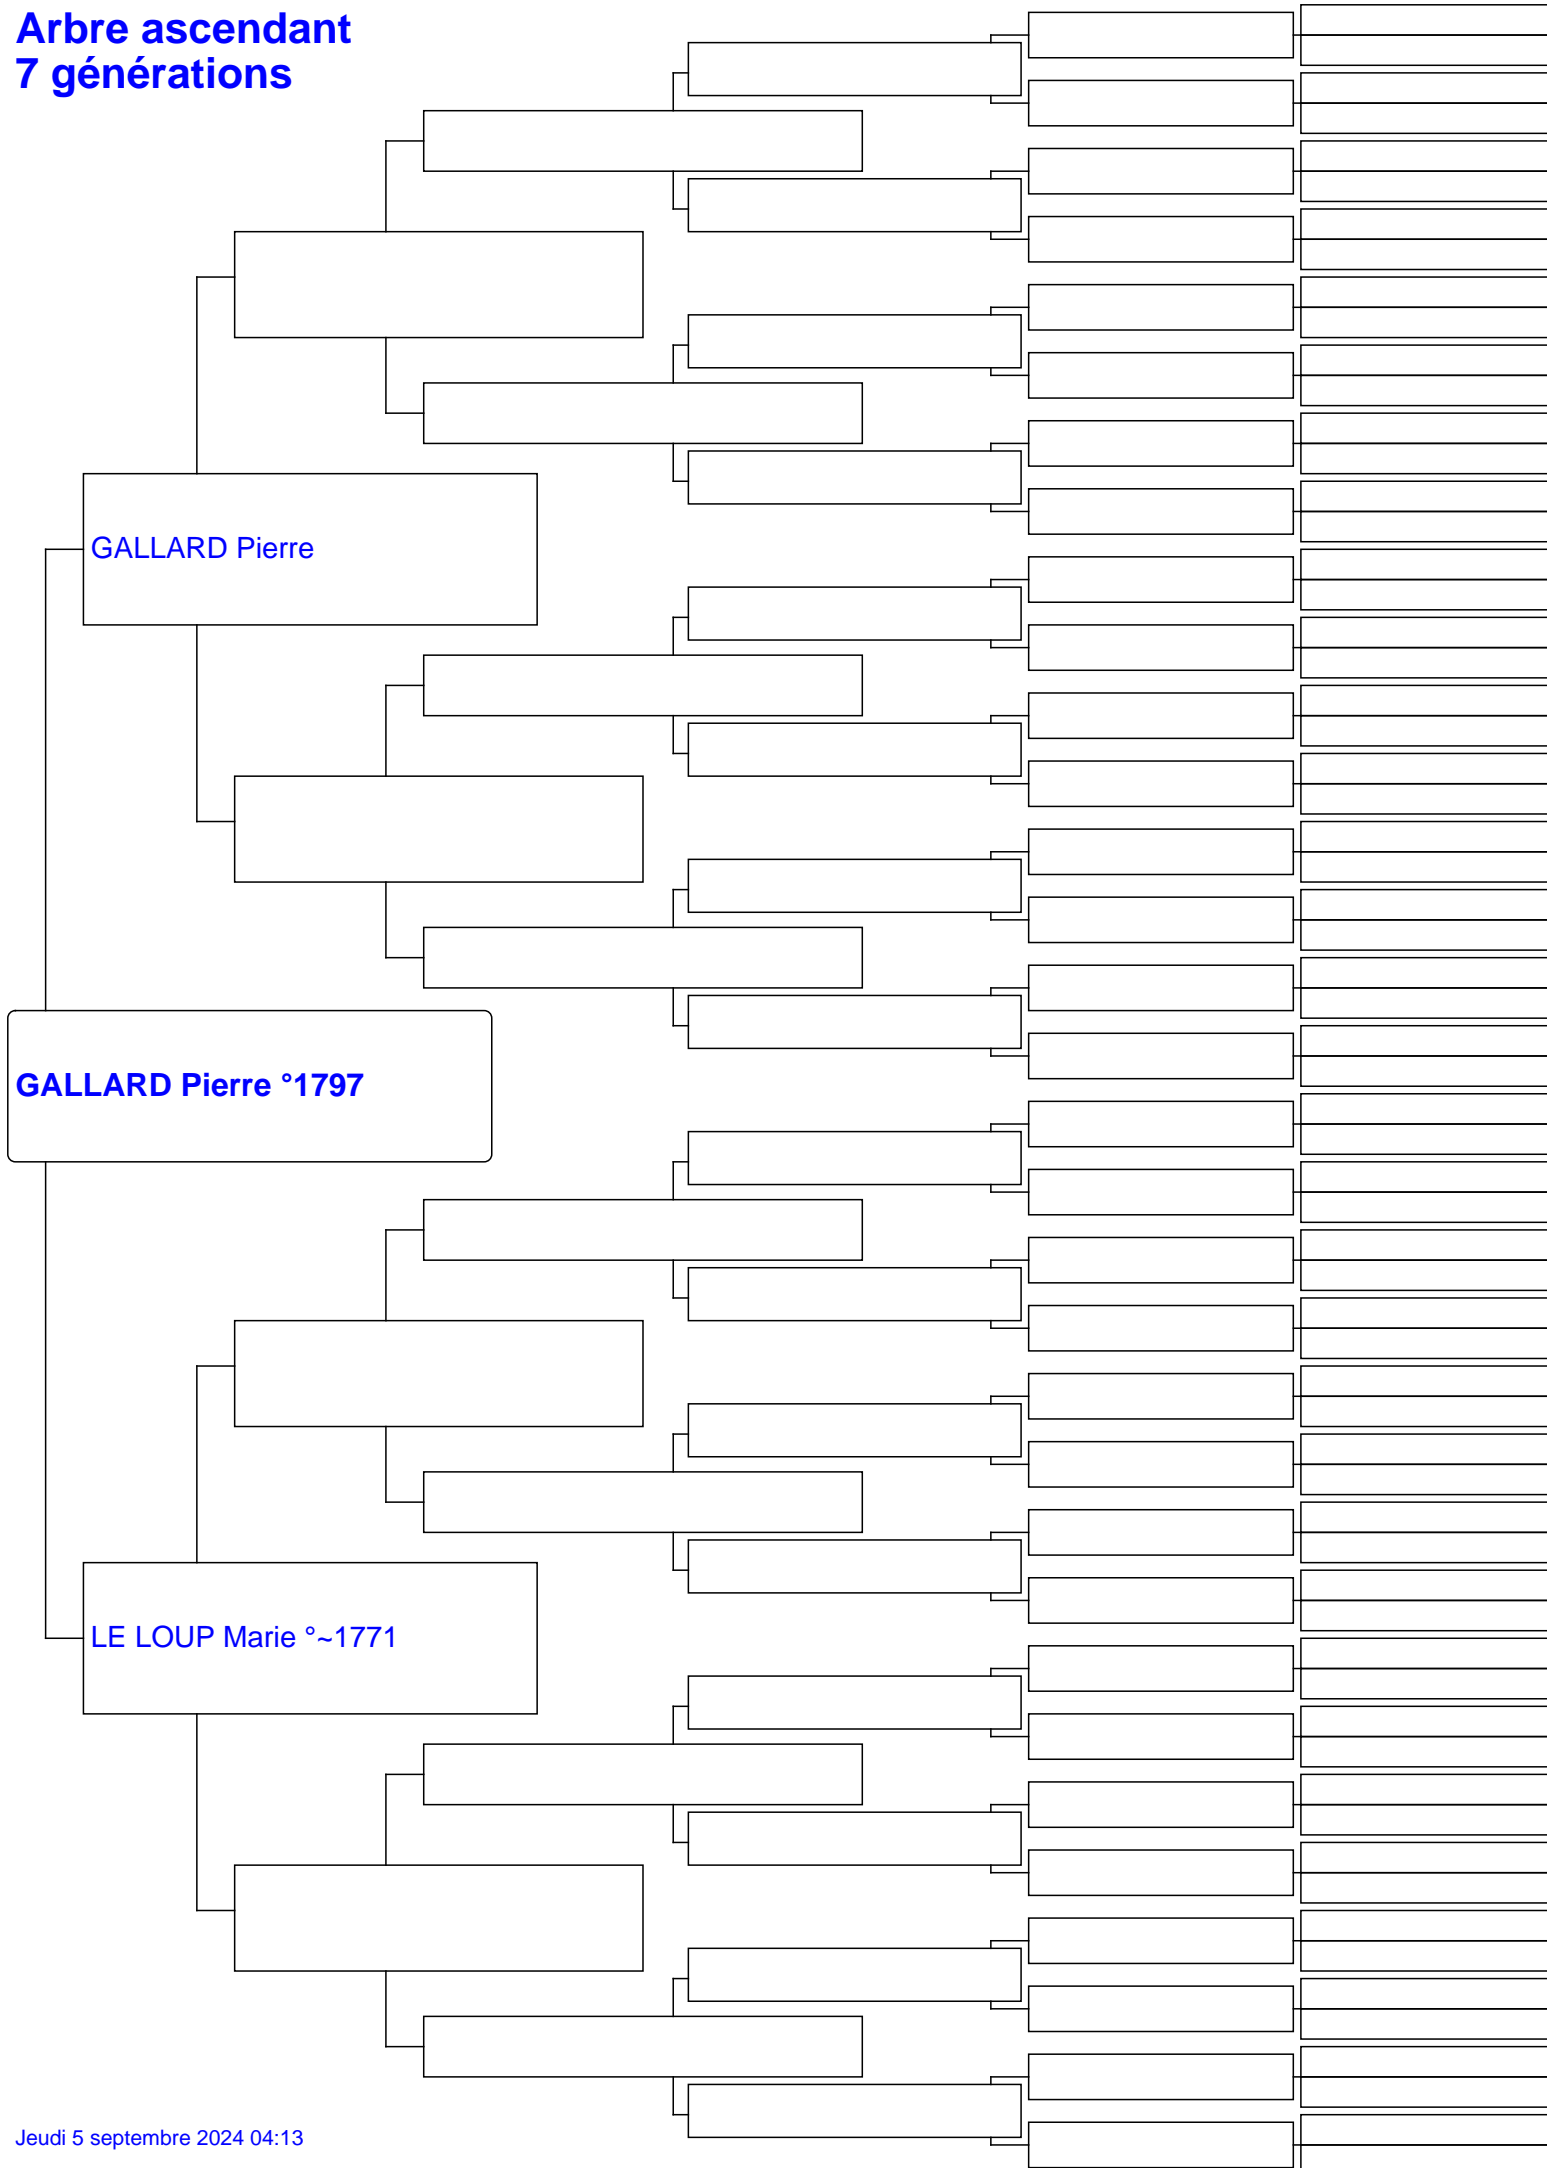 Arbre ascendant
7 générations
GALLARD Pierre
GALLARD Pierre °1797
LE LOUP Marie °~1771
Jeudi 5 septembre 2024 04:13